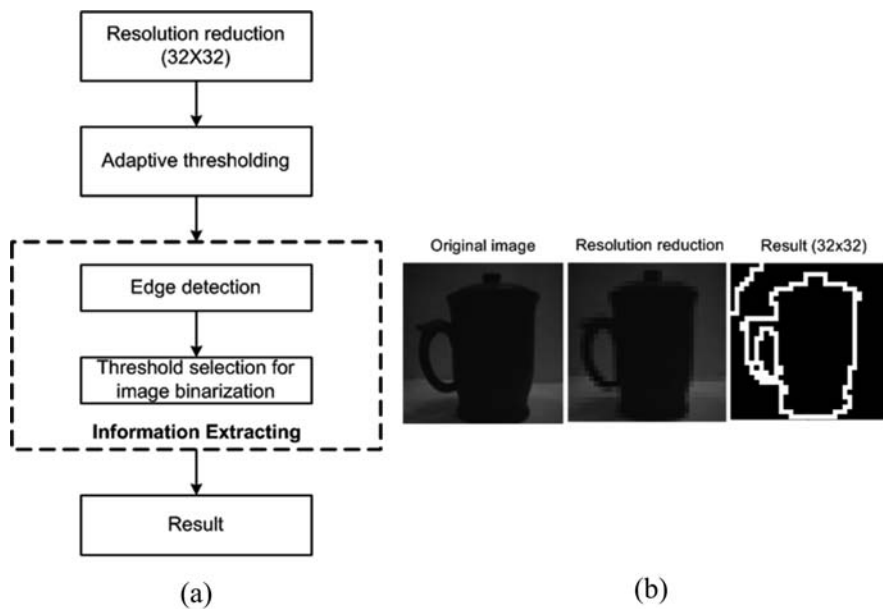 Resolution reduction
(32X32)
Adaptive thresholding
Edge detection
Threshold selection for
image binarization
Information Extracting
Result
(a)
Original image
Resolution reduction
Result (32x32)
(b)